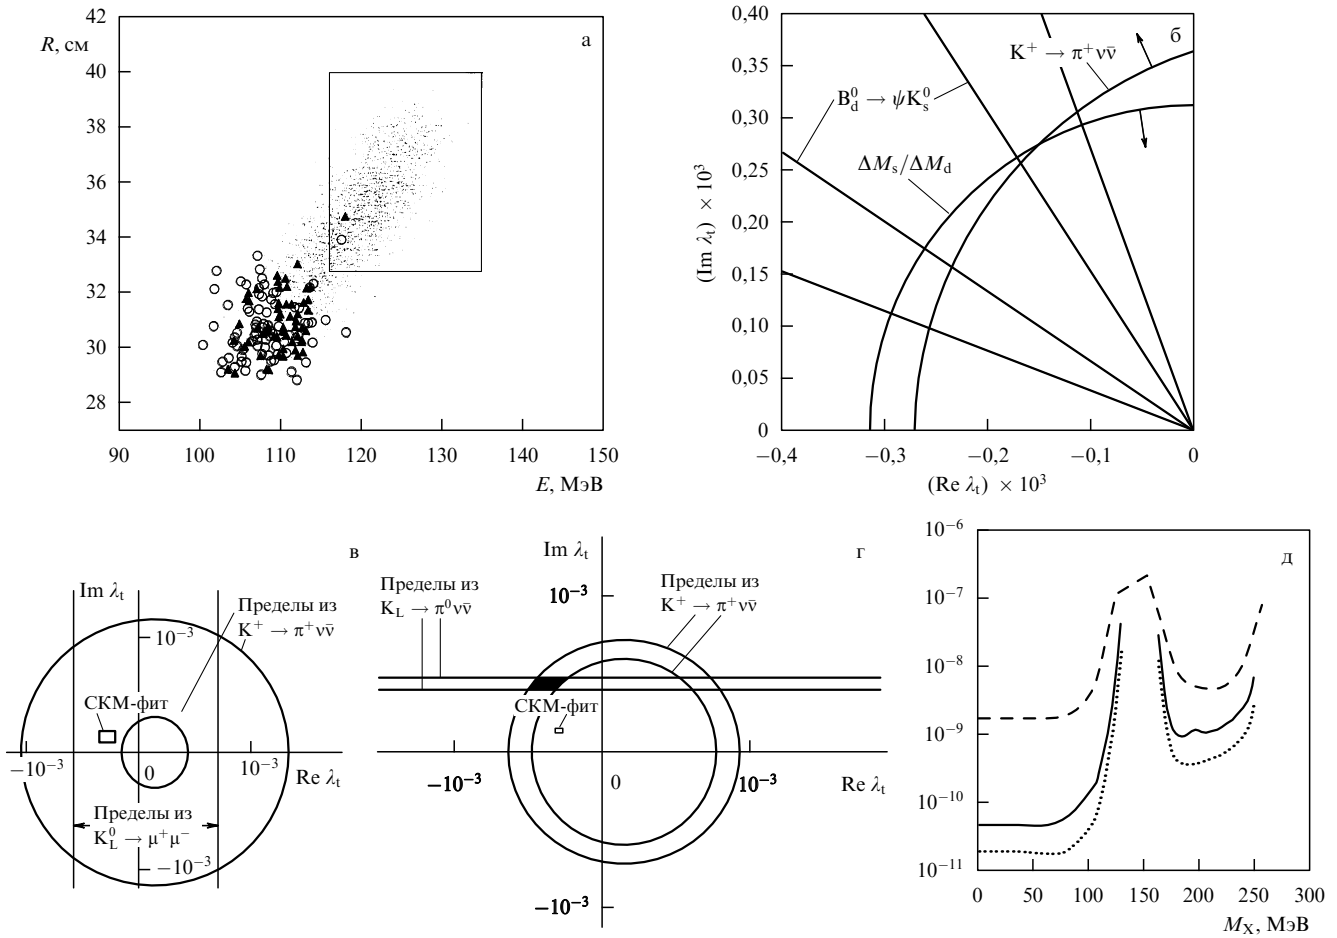 42
R, см
а
40
38
36
34
32
30
28
90
100
110
120
130
140
150
E, МэВ
0,40
б
K⁺ → π⁺νν̄
0,35
B⁰_d → ψK⁰_s
0,30
0,25
ΔM_s/ΔM_d
(Im λ_t) × 10³
0,20
0,15
0,10
0,05
0
−0,4
−0,3
−0,2
−0,1
0
(Re λ_t) × 10³
в
Im λ_t
Пределы из
K⁺ → π⁺νν̄
10⁻³
СКМ-фит
−10⁻³
0
10⁻³
Re λ_t
Пределы из
K⁰_L → μ⁺μ⁻
−10⁻³
г
Im λ_t
Пределы из
K_L → π⁰νν̄
10⁻³
Пределы из
K⁺ → π⁺νν̄
СКМ-фит
−10⁻³
0
10⁻³
Re λ_t
−10⁻³
д
10⁻⁶
10⁻⁷
10⁻⁸
10⁻⁹
10⁻¹⁰
10⁻¹¹
0
50
100
150
200
250
300
M_X, МэВ